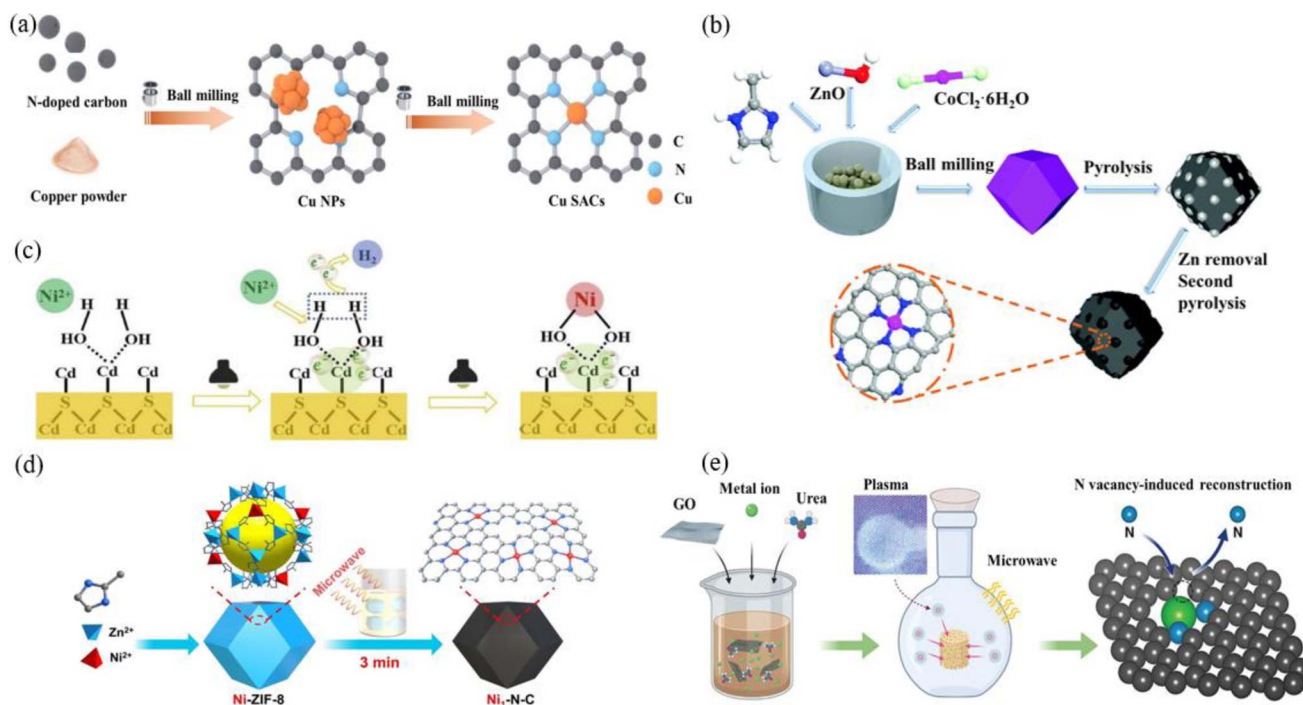 (a)
N-doped carbon
Copper powder
Ball milling
Cu NPs
Ball milling
Cu SACs
C
N
Cu
(b)
ZnO
CoCl₂·6H₂O
Ball milling
Pyrolysis
Zn removal
Second
pyrolysis
(c)
Ni²⁺
H H
HO OH
Cd Cd Cd
S S S
Cd Cd Cd Cd
Ni²⁺
e⁻ e⁻
H₂
H H
HO OH
e⁻ e⁻ e⁻
Cd Cd Cd
S S S
Cd Cd Cd Cd
Ni
HO OH
e⁻ e⁻ e⁻
Cd Cd Cd
S S S
Cd Cd Cd Cd
(d)
Zn²⁺
Ni²⁺
Ni-ZIF-8
Microwave
3 min
Niₓ-N-C
(e)
GO
Metal ion
Urea
Plasma
Microwave
N vacancy-induced reconstruction
N N